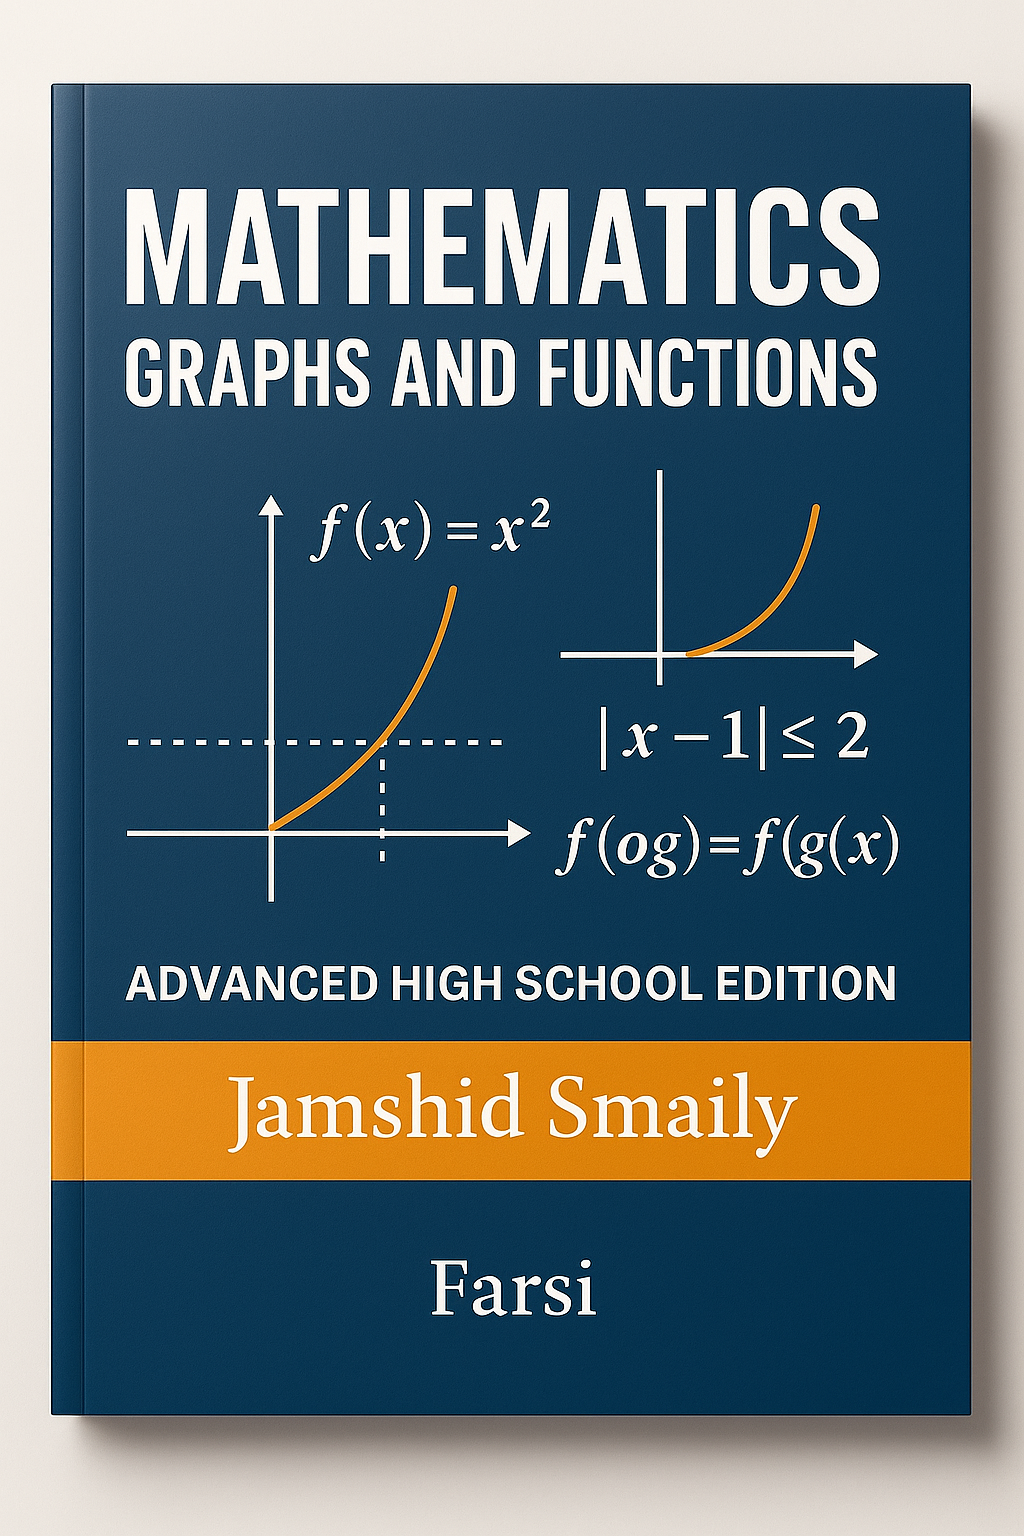 MATHEMATICS
GRAPHS AND FUNCTIONS
f(x) = x²
|x − 1| ≤ 2
f(og)=f(g(x)
ADVANCED HIGH SCHOOL EDITION
Jamshid Smaily
Farsi